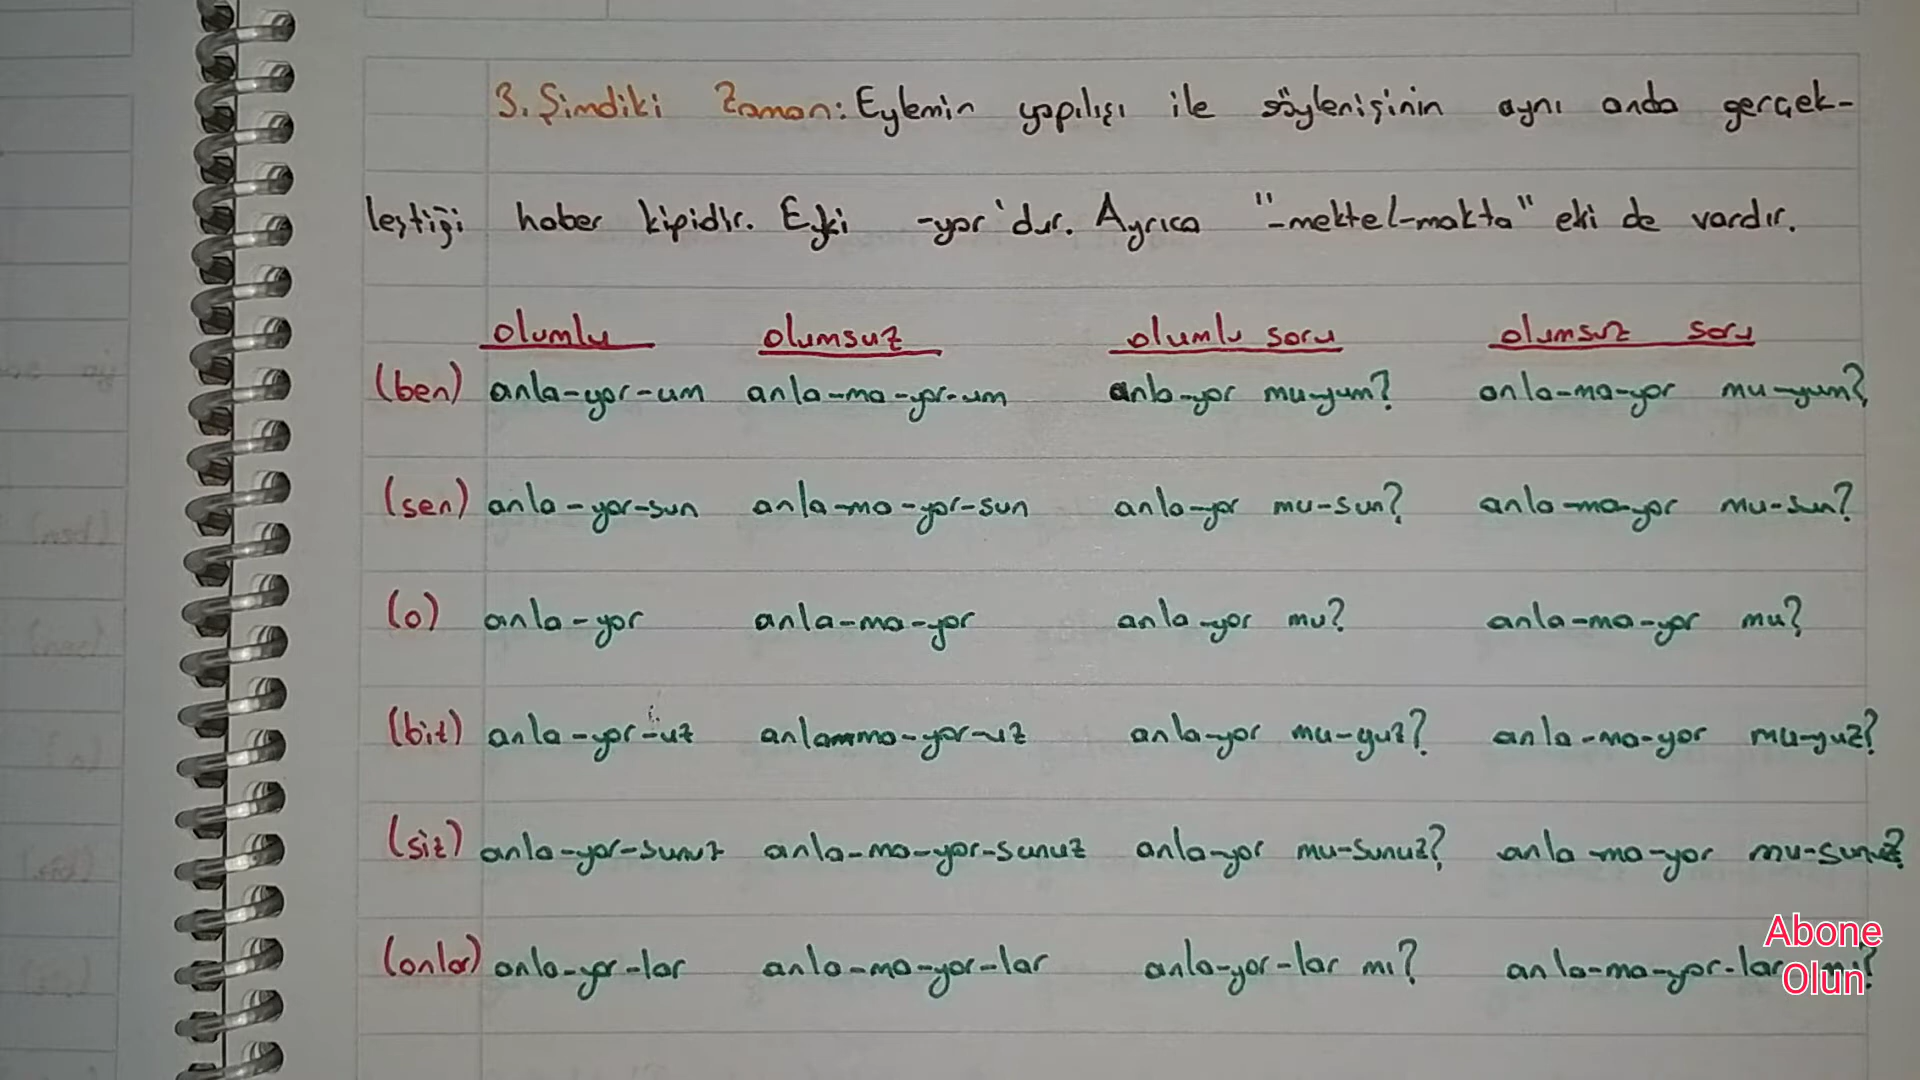 3. Şimdiki Zaman: Eylemin yapılışı ile söylenişinin aynı anda gerçek-
leştiği haber kipidir. Eyki -yor'dur. Ayrıca "-mekte/-makta" eki de vardır.
olumlu olumsuz olumlu soru olumsuz soru
(ben) anla-yor-um anla-ma-yor-um anla-yor mu-yum? anla-ma-yor mu-yum?
(sen) anla-yor-sun anla-ma-yor-sun anla-yor mu-sun? anla-ma-yor mu-sun?
(o) anla-yor anla-ma-yor anla-yor mu? anla-ma-yor mu?
(biz) anla-yor-uz anlamma-yor-uz anla-yor mu-yuz? anla-ma-yor mu-yuz?
(siz) anla-yor-sunuz anla-ma-yor-sunuz anla-yor mu-sunuz? anla-ma-yor mu-sunuz?
(onlar) anla-yor-lar anla-ma-yor-lar anla-yor-lar mı? anla-ma-yor-lar mı?
Abone
Olun